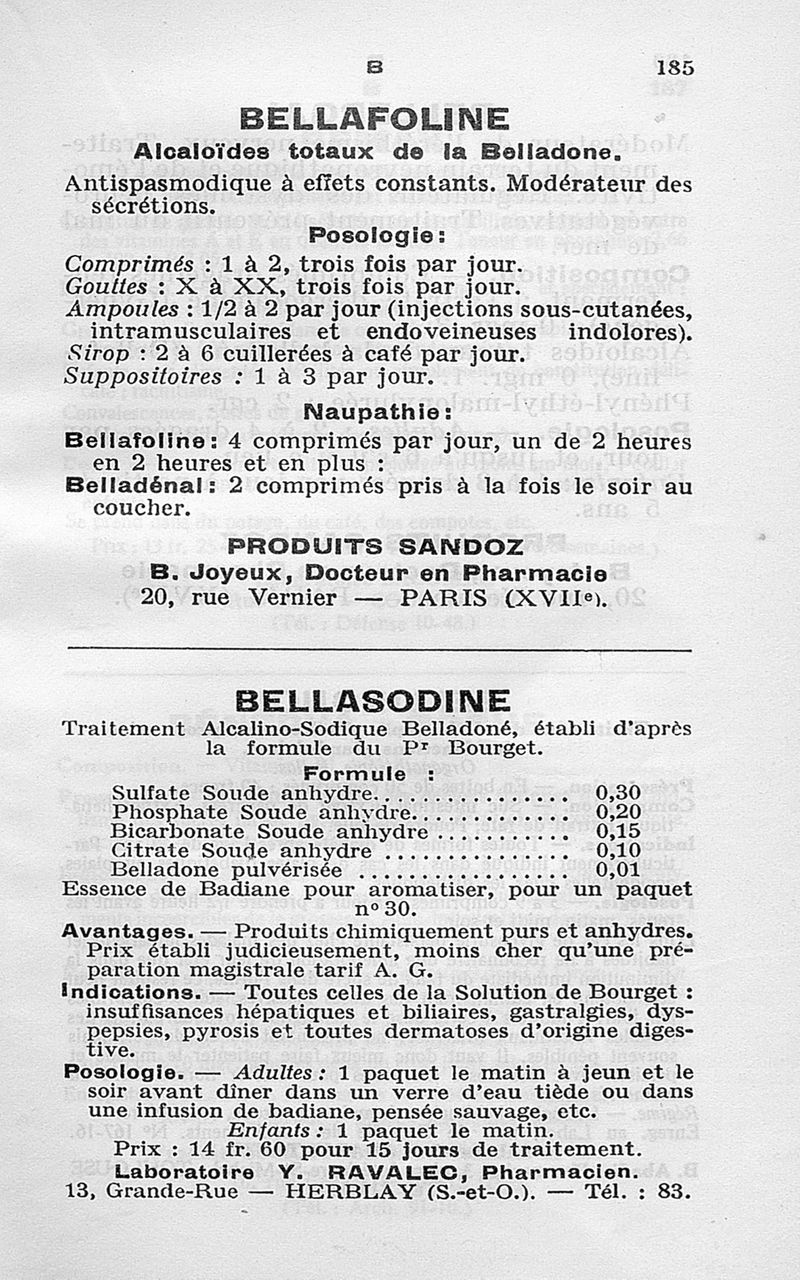 B 185
BELLAFOLINE
Alcaloïdes totaux de la Belladone.
Antispasmodique à effets constants. Modérateur des
sécrétions.
Posologie :
Comprimés : 1 à 2, trois fois par jour.
Gouttes : X à XX, trois fois par jour.
Ampoules : 1/2 à 2 par jour (injections sous-cutanées,
intramusculaires et endoveineuses indolores).
Sirop : 2 à 6 cuillerées à café par jour.
Suppositoires : 1 à 3 par jour.
Naupathie :
Bellafoline : 4 comprimés par jour, un de 2 heures
en 2 heures et en plus :
Belladénal : 2 comprimés pris à la fois le soir au
coucher.
PRODUITS SANDOZ
B. Joyeux, Docteur en Pharmacie
20, rue Vernier — PARIS (XVIIe).
BELLASODINE
Traitement Alcalino-Sodique Belladoné, établi d'après
la formule du Pr Bourget.
Formule :
Sulfate Soude anhydre................ 0,30
Phosphate Soude anhydre............. 0,20
Bicarbonate Soude anhydre ........... 0,15
Citrate Soude anhydre ............... 0,10
Belladone pulvérisée ................. 0,01
Essence de Badiane pour aromatiser, pour un paquet
n° 30.
Avantages. — Produits chimiquement purs et anhydres.
Prix établi judicieusement, moins cher qu'une pré-
paration magistrale tarif A. G.
Indications. — Toutes celles de la Solution de Bourget :
insuffisances hépatiques et biliaires, gastralgies, dys-
pepsies, pyrosis et toutes dermatoses d'origine diges-
tive.
Posologie. — Adultes : 1 paquet le matin à jeun et le
soir avant dîner dans un verre d'eau tiède ou dans
une infusion de badiane, pensée sauvage, etc.
Enfants : 1 paquet le matin.
Prix : 14 fr. 60 pour 15 jours de traitement.
Laboratoire Y. RAVALEC, Pharmacien.
13, Grande-Rue — HERBLAY (S.-et-O.). — Tél. : 83.